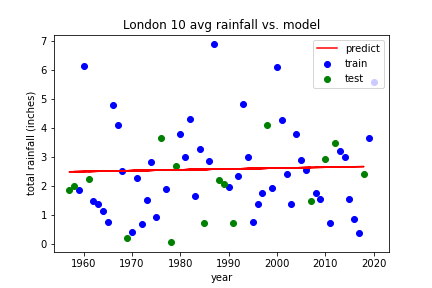 London 10 avg rainfall vs. model
7
6
5
4
3
2
1
0
total rainfall (inches)
predict
train
test
1960 1970 1980 1990 2000 2010 2020
year